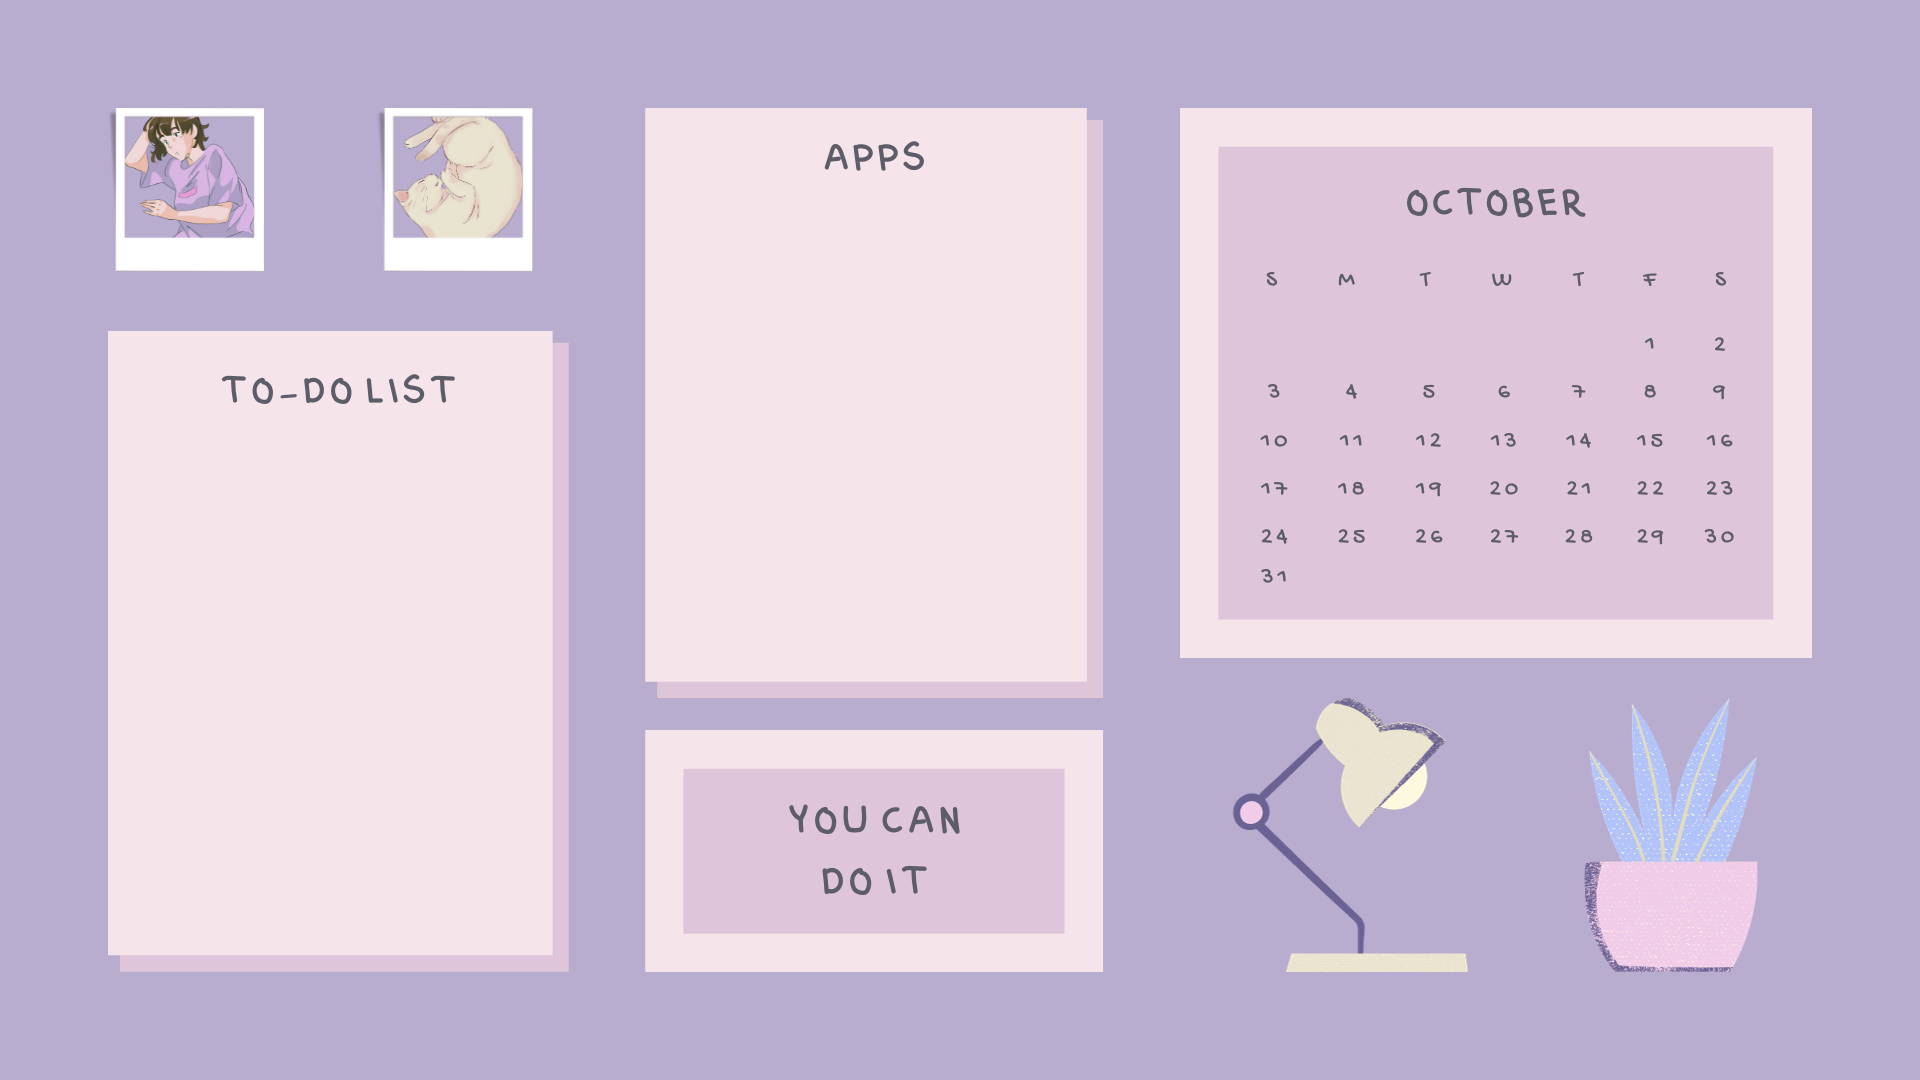 TO-DO LIST
APPS
YOU CAN
DO IT
OCTOBER
S M T W T F S
1 2
3 4 5 6 7 8 9
10 11 12 13 14 15 16
17 18 19 20 21 22 23
24 25 26 27 28 29 30
31